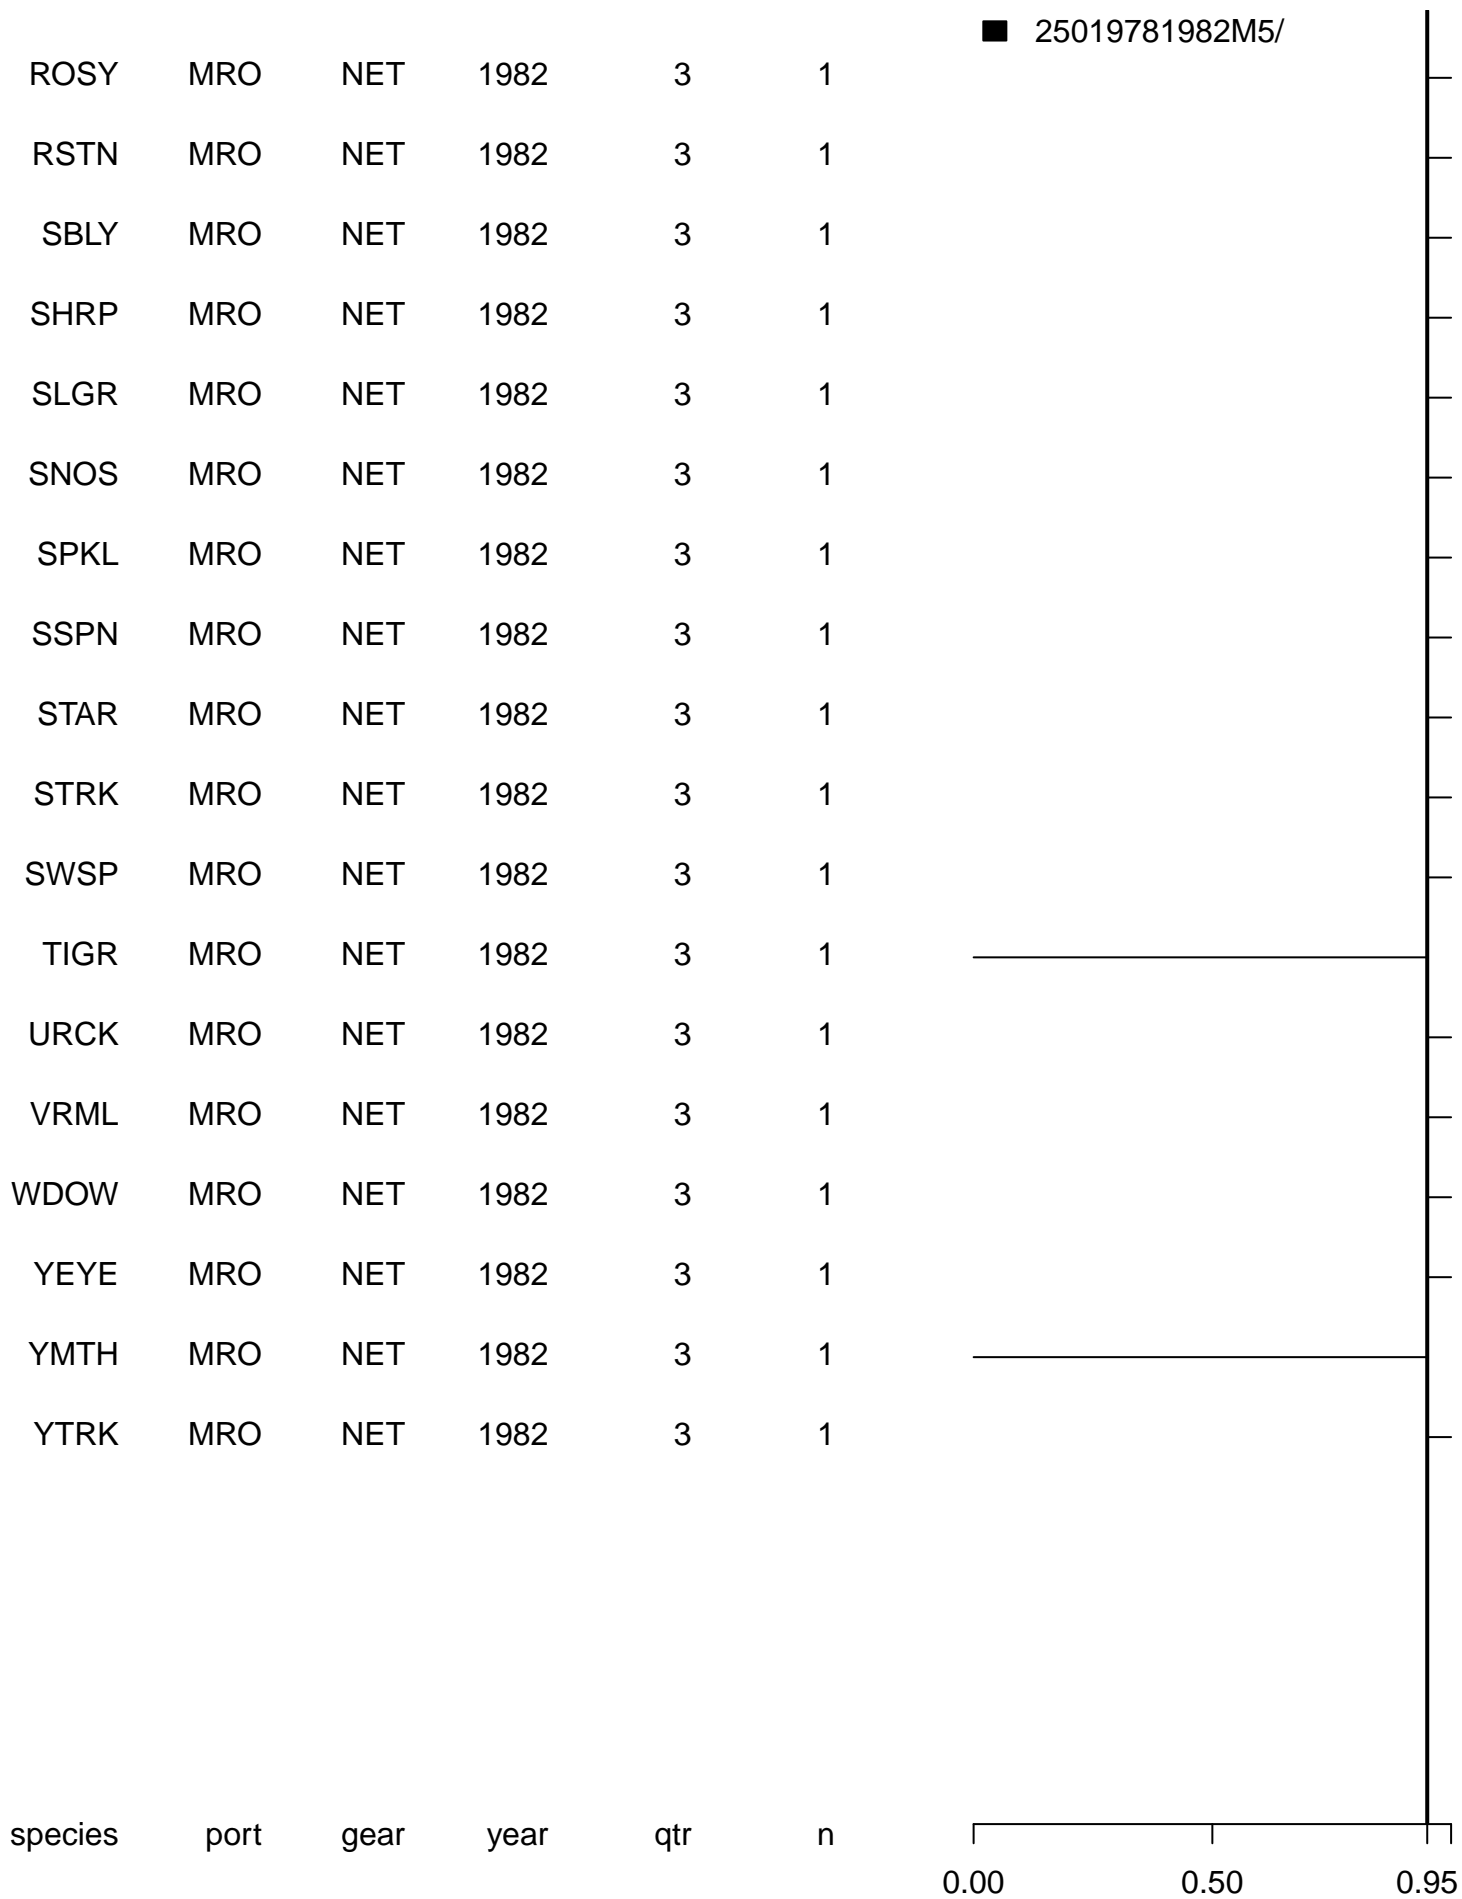 25019781982M5/
ROSY MRO NET 1982 3 1
RSTN MRO NET 1982 3 1
SBLY MRO NET 1982 3 1
SHRP MRO NET 1982 3 1
SLGR MRO NET 1982 3 1
SNOS MRO NET 1982 3 1
SPKL MRO NET 1982 3 1
SSPN MRO NET 1982 3 1
STAR MRO NET 1982 3 1
STRK MRO NET 1982 3 1
SWSP MRO NET 1982 3 1
TIGR MRO NET 1982 3 1
URCK MRO NET 1982 3 1
VRML MRO NET 1982 3 1
WDOW MRO NET 1982 3 1
YEYE MRO NET 1982 3 1
YMTH MRO NET 1982 3 1
YTRK MRO NET 1982 3 1
species port gear year qtr n
0.00 0.50 0.95